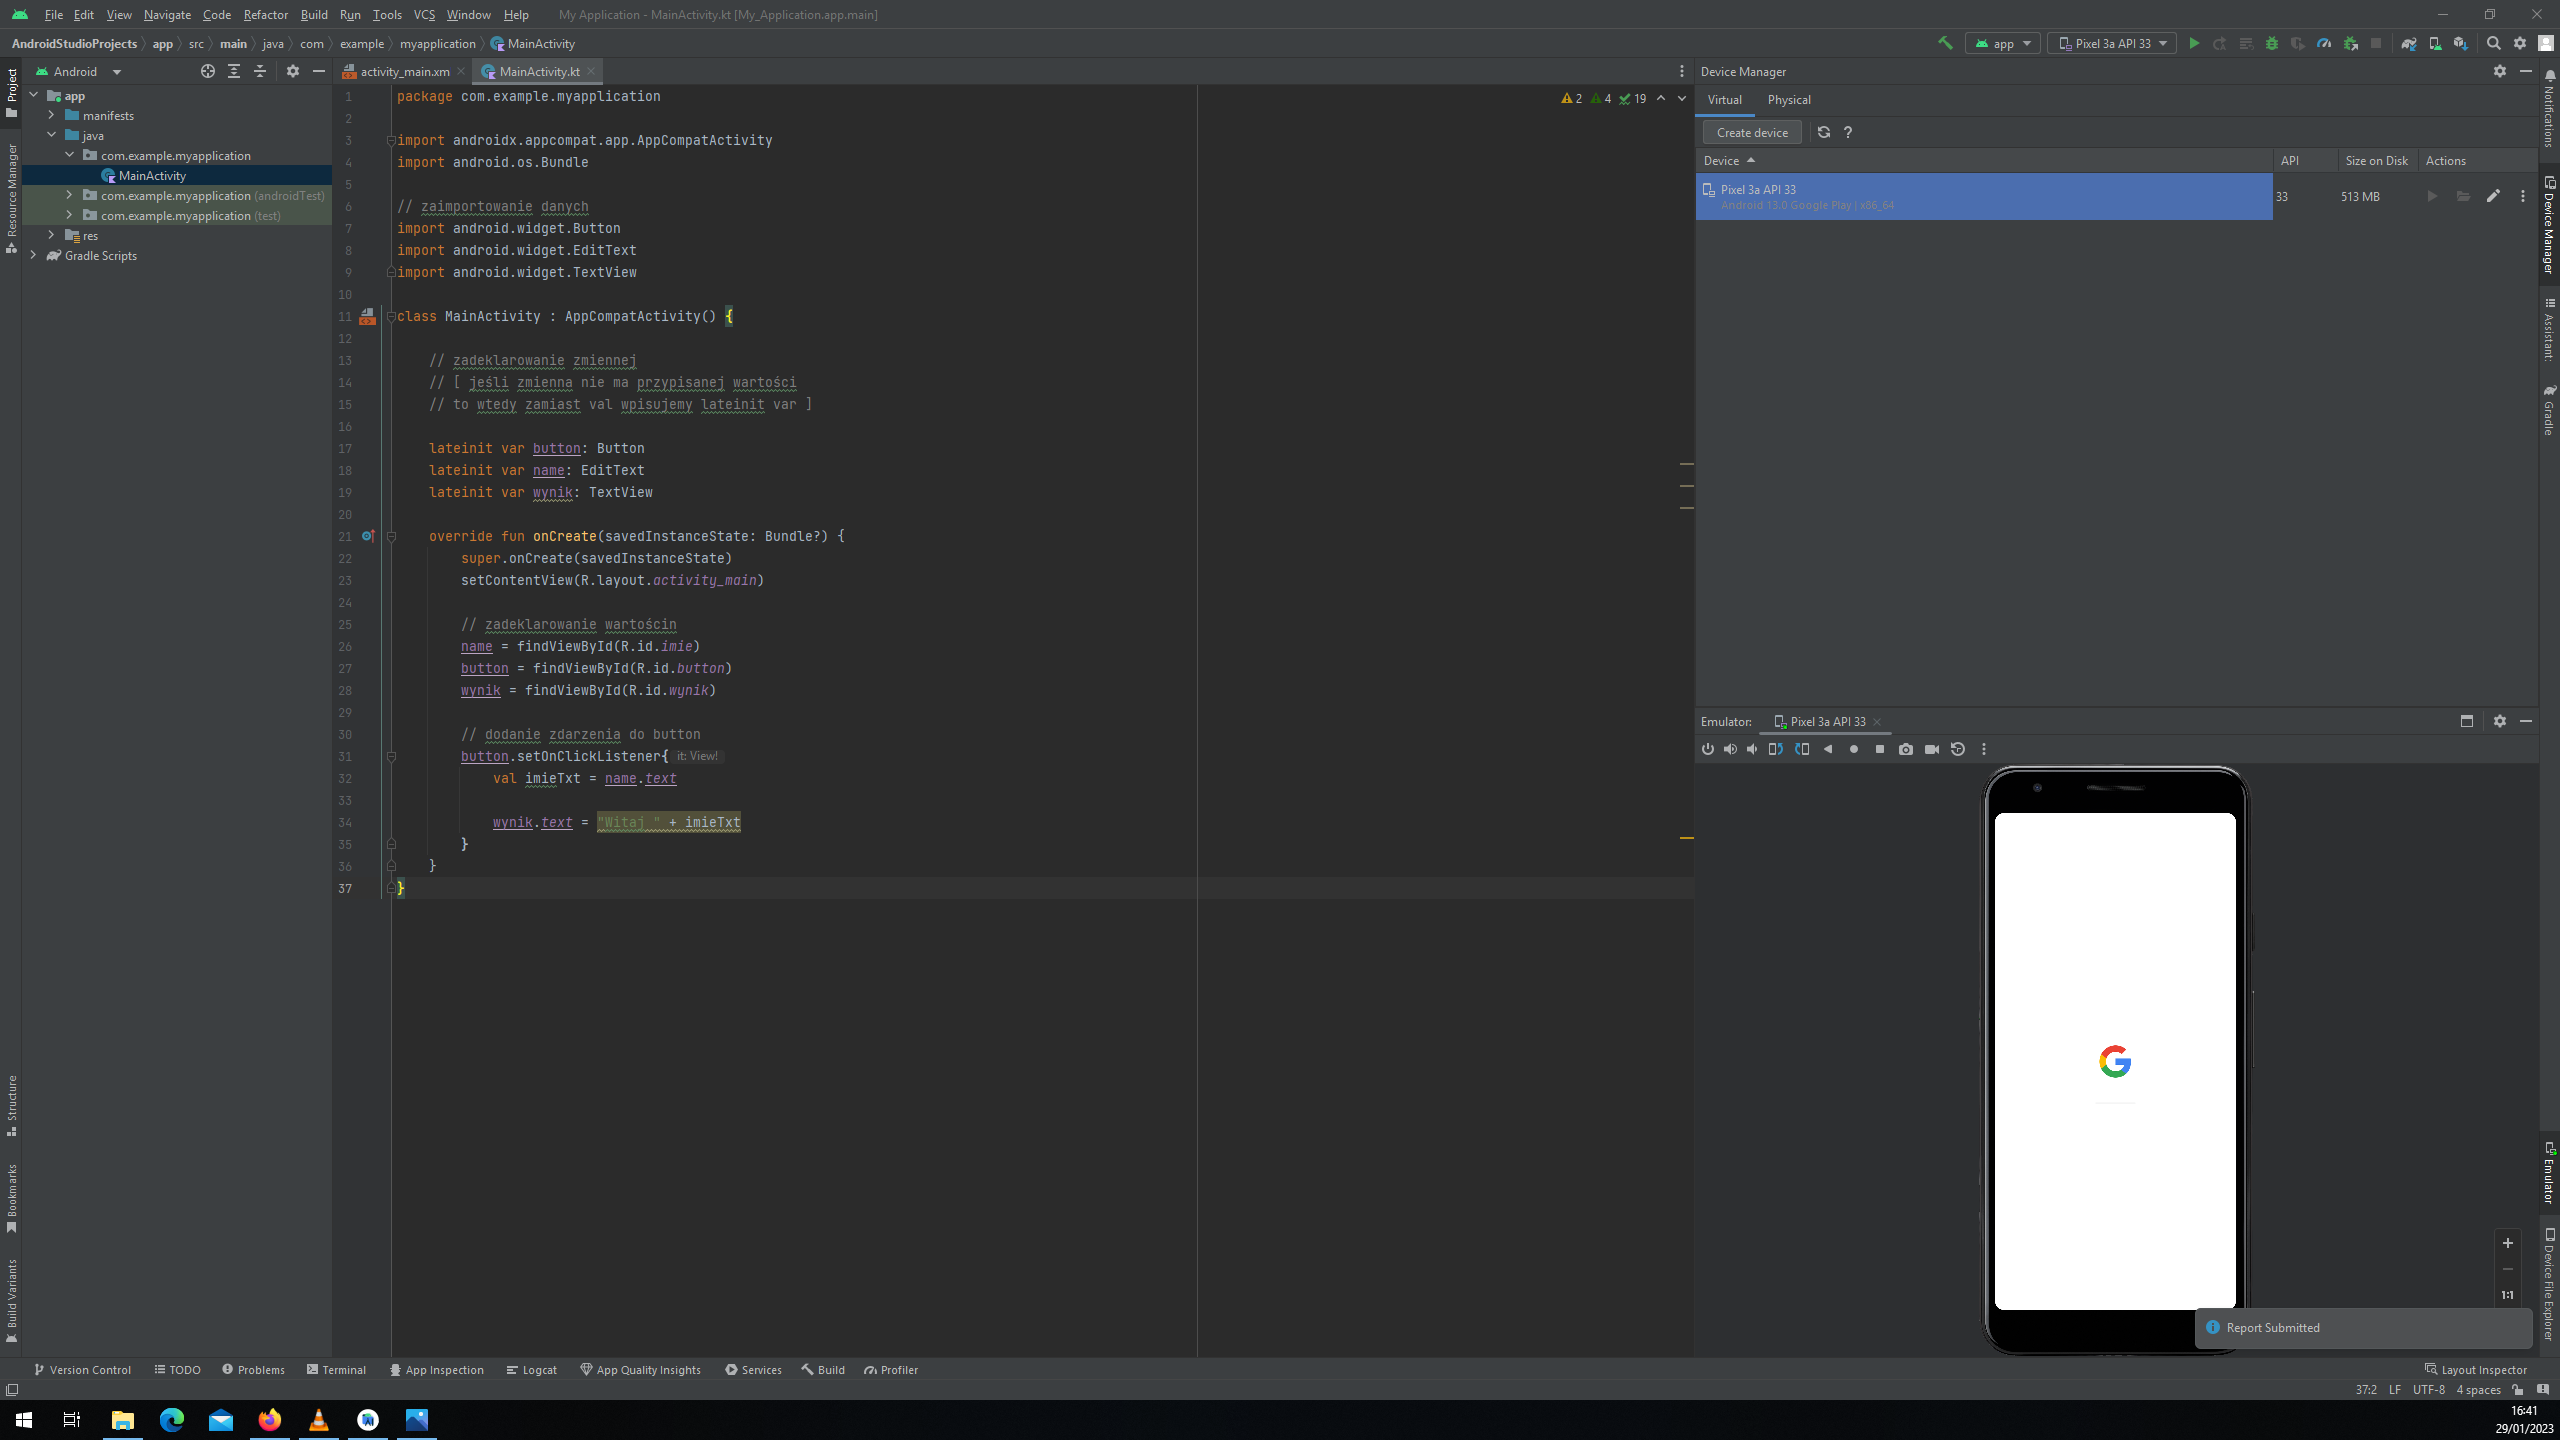 File Edit View Navigate Code Refactor Build Run Tools VCS Window Help My Application - MainActivity.kt [My_Application.app.main]
AndroidStudioProjects app src main java com example myapplication MainActivity
app Pixel 3a API 33
Project
Resource Manager
Structure
Bookmarks
Build Variants
Android
app
manifests
java
com.example.myapplication
MainActivity
com.example.myapplication (androidTest)
com.example.myapplication (test)
res
Gradle Scripts
activity_main.xm MainActivity.kt
2 4 19
1 package com.example.myapplication
2
3 import androidx.appcompat.app.AppCompatActivity
4 import android.os.Bundle
5
6 // zaimportowanie danych
7 import android.widget.Button
8 import android.widget.EditText
9 import android.widget.TextView
10
11 class MainActivity : AppCompatActivity() {
12
13 // zadeklarowanie zmiennej
14 // [ jeśli zmienna nie ma przypisanej wartości
15 // to wtedy zamiast val wpisujemy lateinit var ]
16
17 lateinit var button: Button
18 lateinit var name: EditText
19 lateinit var wynik: TextView
20
21 override fun onCreate(savedInstanceState: Bundle?) {
22 super.onCreate(savedInstanceState)
23 setContentView(R.layout.activity_main)
24
25 // zadeklarowanie wartościn
26 name = findViewById(R.id.imie)
27 button = findViewById(R.id.button)
28 wynik = findViewById(R.id.wynik)
29
30 // dodanie zdarzenia do button
31 button.setOnClickListener{ it: View!
32 val imieTxt = name.text
33
34 wynik.text = "Witaj " + imieTxt
35 }
36 }
37 }
Device Manager
Virtual Physical
Create device ?
Device API Size on Disk Actions
Pixel 3a API 33 33 513 MB
Android 13.0 Google Play | x86_64
Emulator: Pixel 3a API 33
G
+
1:1
Report Submitted
Notifications
Device Manager
Assistant:
Gradle
Emulator
Device File Explorer
Version Control TODO Problems Terminal App Inspection Logcat App Quality Insights Services Build Profiler Layout Inspector
37:2 LF UTF-8 4 spaces
16:41
29/01/2023